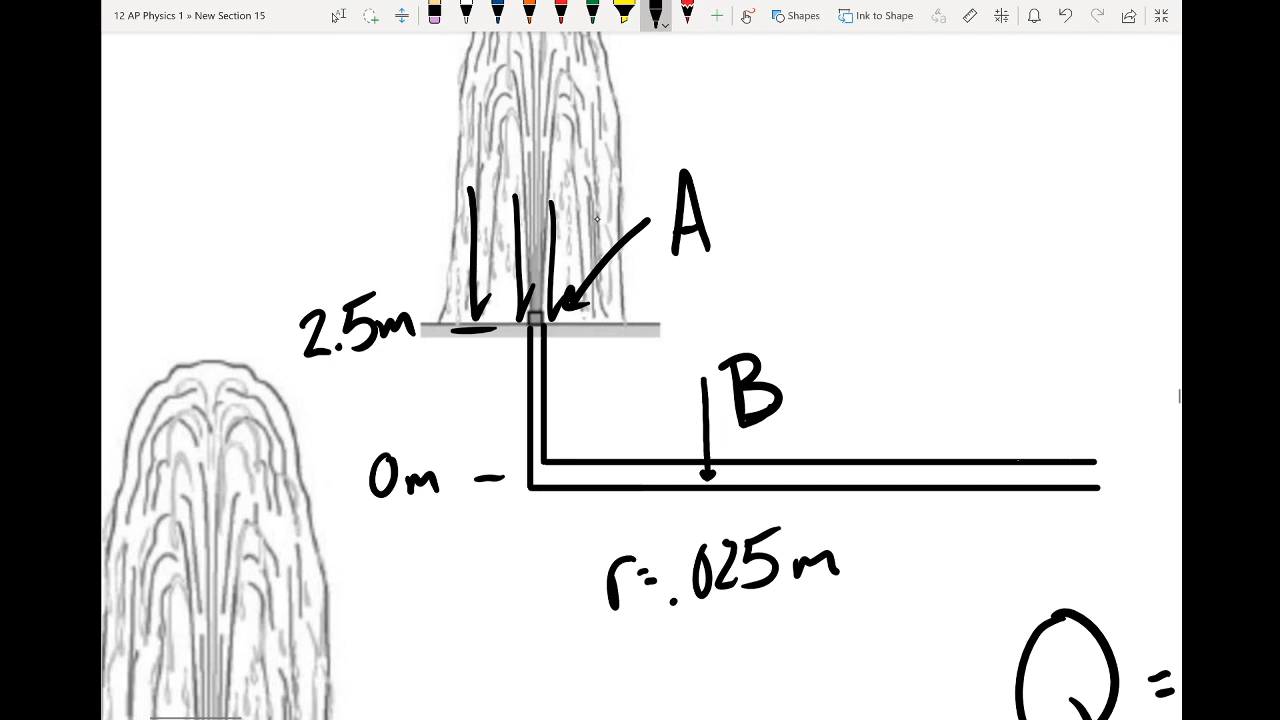 12 AP Physics 1 » New Section 15
Shapes
Ink to Shape
A
2.5m
B
0m -
r=.025m
Q =